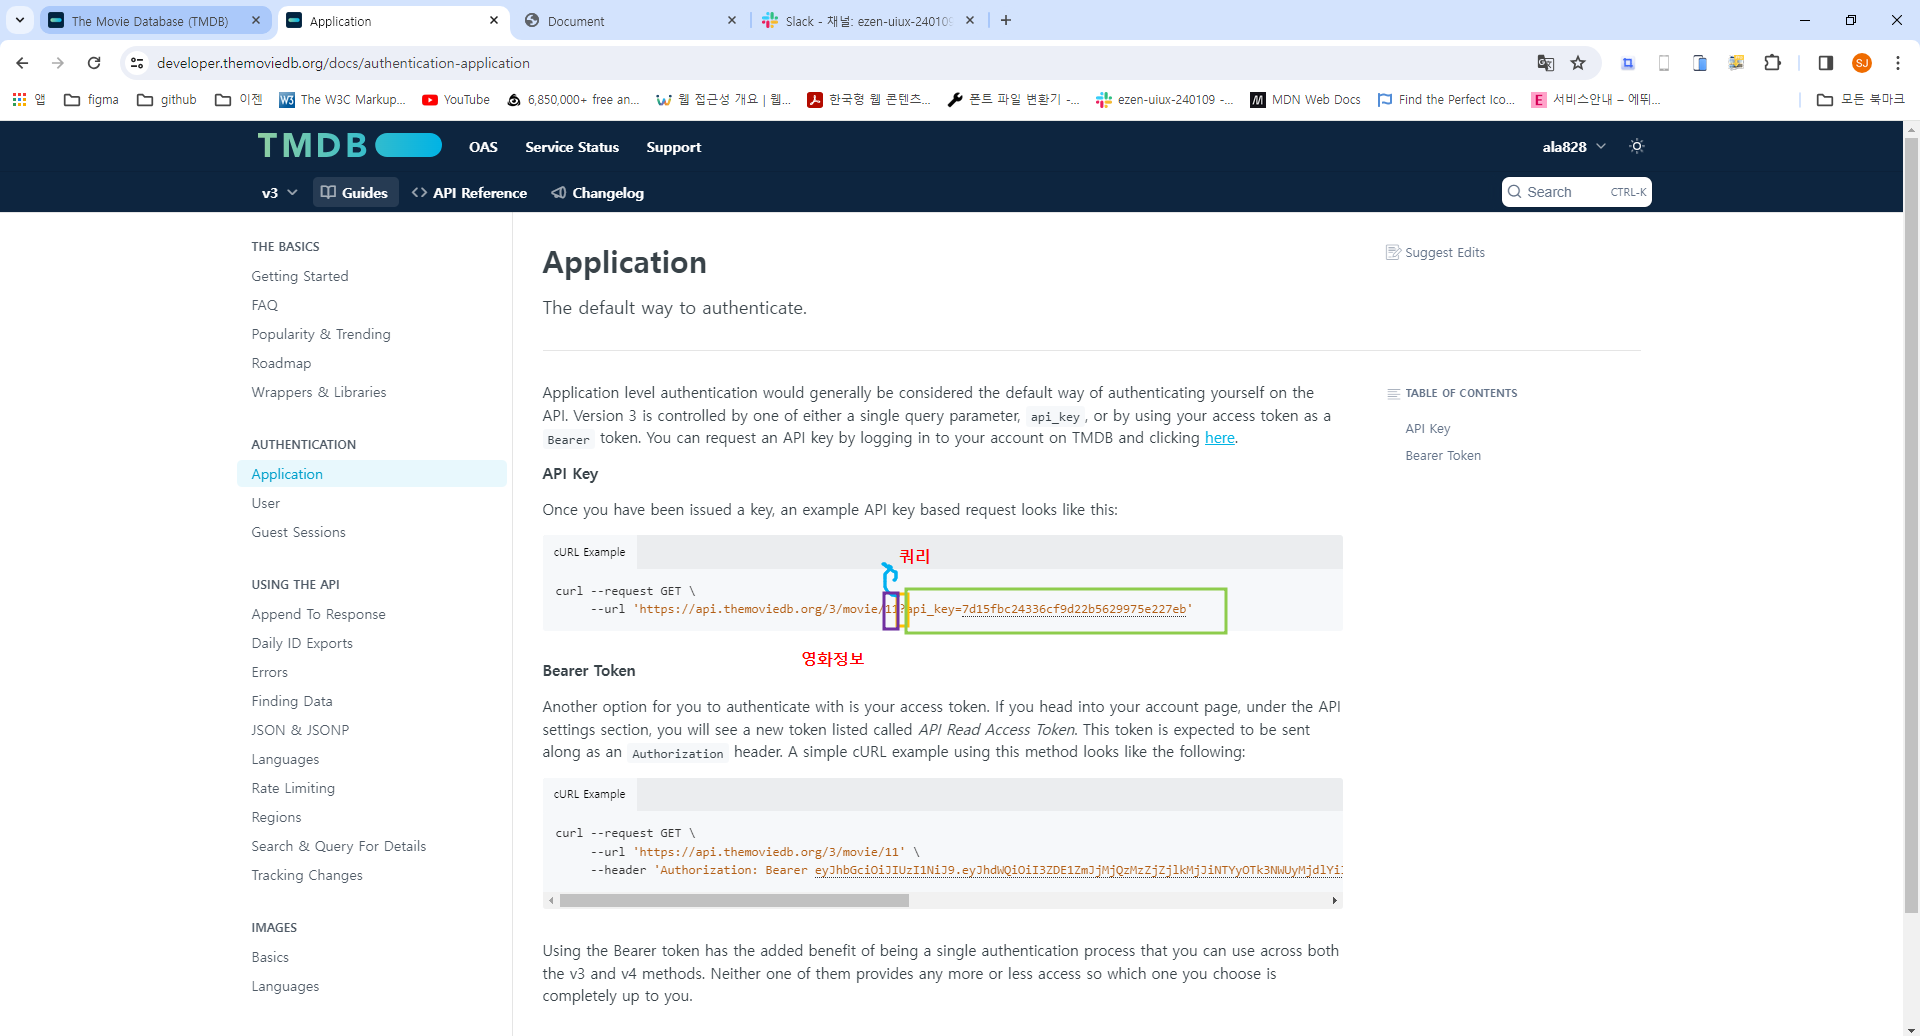 The Movie Database (TMDB)
Application
Document
Slack - 채널: ezen-uiux-240109
developer.themoviedb.org/docs/authentication-application
SJ
앱
figma
github
이젠
The W3C Markup...
YouTube
6,850,000+ free an...
웹 접근성 개요 | 웹...
한국형 웹 콘텐츠...
폰트 파일 변환기 -...
ezen-uiux-240109 -...
MDN Web Docs
Find the Perfect Ico...
서비스안내 – 에뛰...
모든 북마크
TMDB
OAS
Service Status
Support
ala828
v3
Guides
API Reference
Changelog
Search CTRL-K
THE BASICS
Getting Started
FAQ
Popularity & Trending
Roadmap
Wrappers & Libraries
AUTHENTICATION
Application
User
Guest Sessions
USING THE API
Append To Response
Daily ID Exports
Errors
Finding Data
JSON & JSONP
Languages
Rate Limiting
Regions
Search & Query For Details
Tracking Changes
IMAGES
Basics
Languages
Application
The default way to authenticate.
Suggest Edits
Application level authentication would generally be considered the default way of authenticating yourself on the
API. Version 3 is controlled by one of either a single query parameter, api_key, or by using your access token as a
Bearer token. You can request an API key by logging in to your account on TMDB and clicking here.
TABLE OF CONTENTS
API Key
Bearer Token
API Key
Once you have been issued a key, an example API key based request looks like this:
cURL Example
쿼리
curl --request GET \
--url 'https://api.themoviedb.org/3/movie/11?api_key=7d15fbc24336cf9d22b5629975e227eb'
영화정보
Bearer Token
Another option for you to authenticate with is your access token. If you head into your account page, under the API
settings section, you will see a new token listed called API Read Access Token. This token is expected to be sent
along as an Authorization header. A simple cURL example using this method looks like the following:
cURL Example
curl --request GET \
--url 'https://api.themoviedb.org/3/movie/11' \
--header 'Authorization: Bearer
Using the Bearer token has the added benefit of being a single authentication process that you can use across both
the v3 and v4 methods. Neither one of them provides any more or less access so which one you choose is
completely up to you.